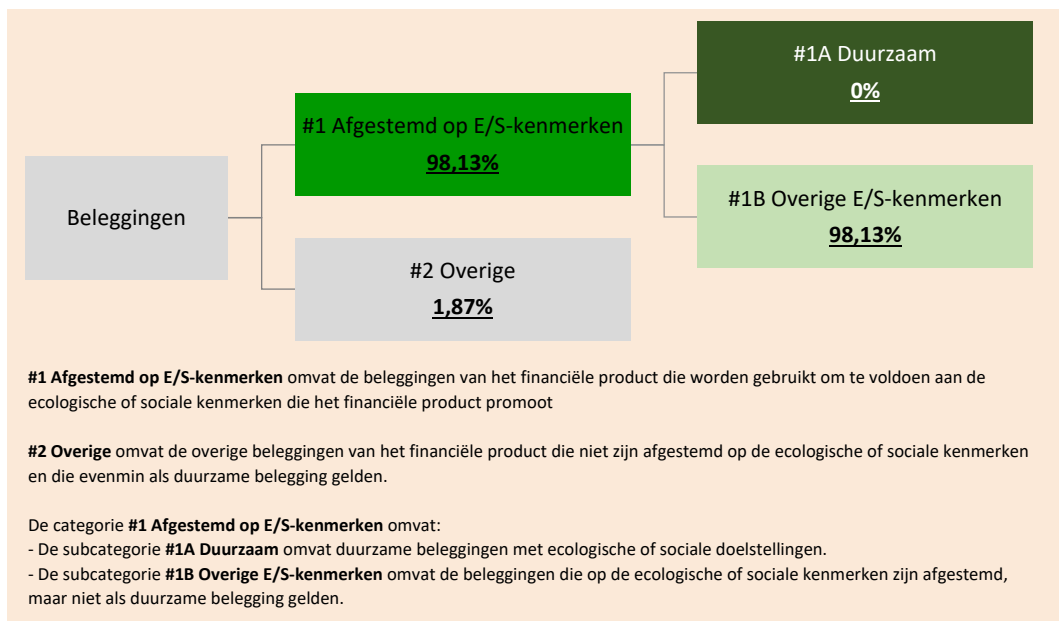 Beleggingen
#1 Afgestemd op E/S-kenmerken
98,13%
#2 Overige
1,87%
#1A Duurzaam
0%
#1B Overige E/S-kenmerken
98,13%
#1 Afgestemd op E/S-kenmerken omvat de beleggingen van het financiële product die worden gebruikt om te voldoen aan de
ecologische of sociale kenmerken die het financiële product promoot
#2 Overige omvat de overige beleggingen van het financiële product die niet zijn afgestemd op de ecologische of sociale kenmerken
en die evenmin als duurzame belegging gelden.
De categorie #1 Afgestemd op E/S-kenmerken omvat:
- De subcategorie #1A Duurzaam omvat duurzame beleggingen met ecologische of sociale doelstellingen.
- De subcategorie #1B Overige E/S-kenmerken omvat de beleggingen die op de ecologische of sociale kenmerken zijn afgestemd,
maar niet als duurzame belegging gelden.